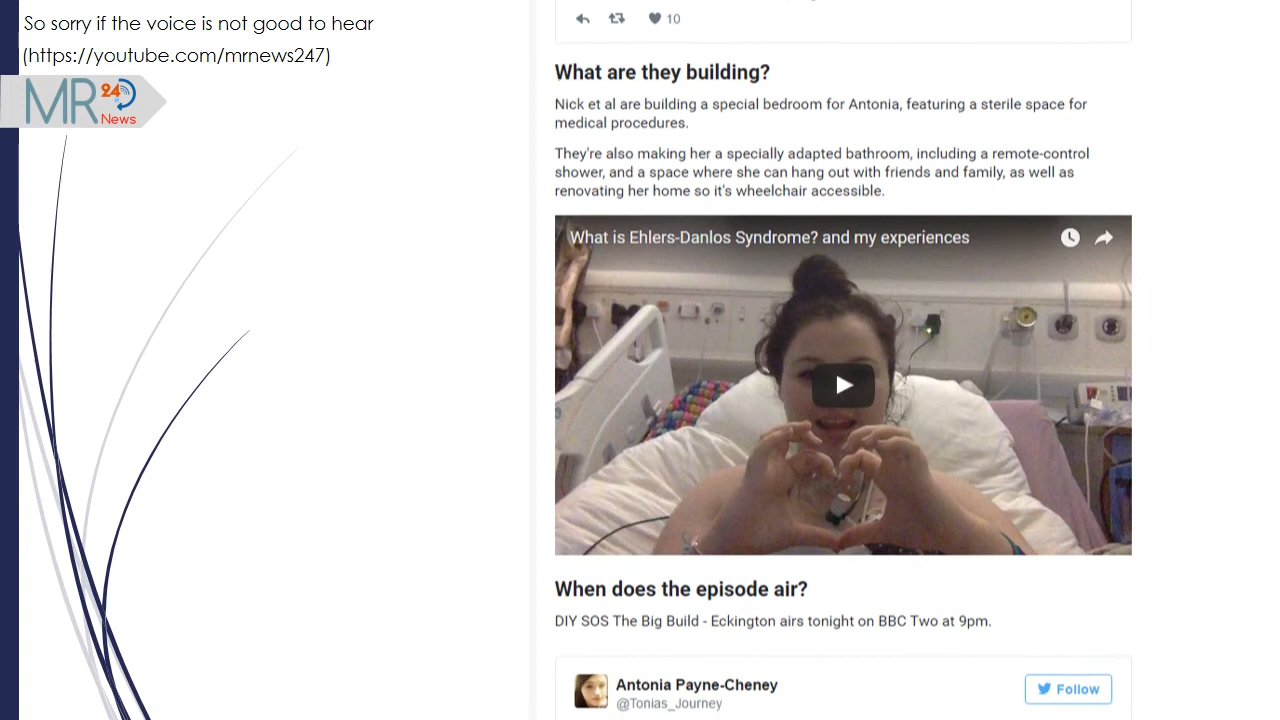 So sorry if the voice is not good to hear
(https://youtube.com/mrnews247)
MR 24 News
10
What are they building?
Nick et al are building a special bedroom for Antonia, featuring a sterile space for
medical procedures.
They're also making her a specially adapted bathroom, including a remote-control
shower, and a space where she can hang out with friends and family, as well as
renovating her home so it's wheelchair accessible.
What is Ehlers-Danlos Syndrome? and my experiences
When does the episode air?
DIY SOS The Big Build - Eckington airs tonight on BBC Two at 9pm.
Antonia Payne-Cheney
@Tonias_Journey
Follow